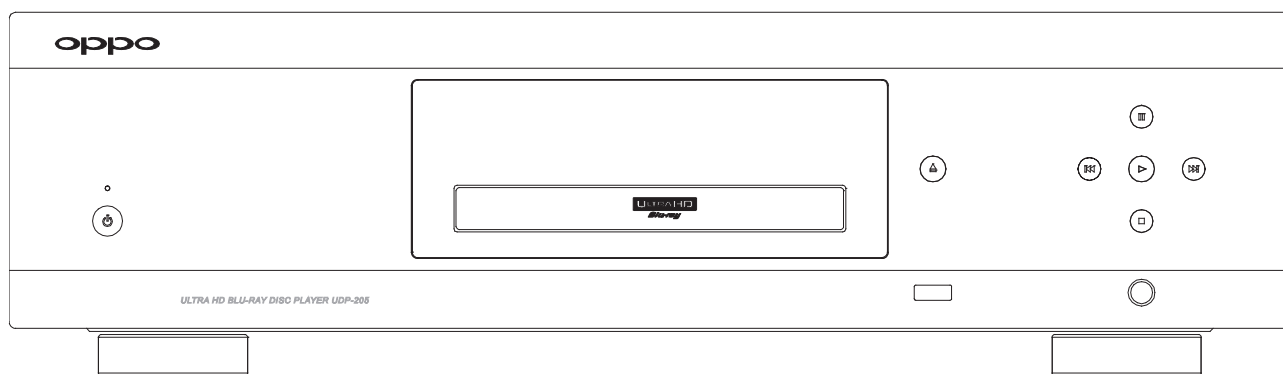 oppo
ULTRA HD
Blu-ray
ULTRA HD BLU-RAY DISC PLAYER UDP-205